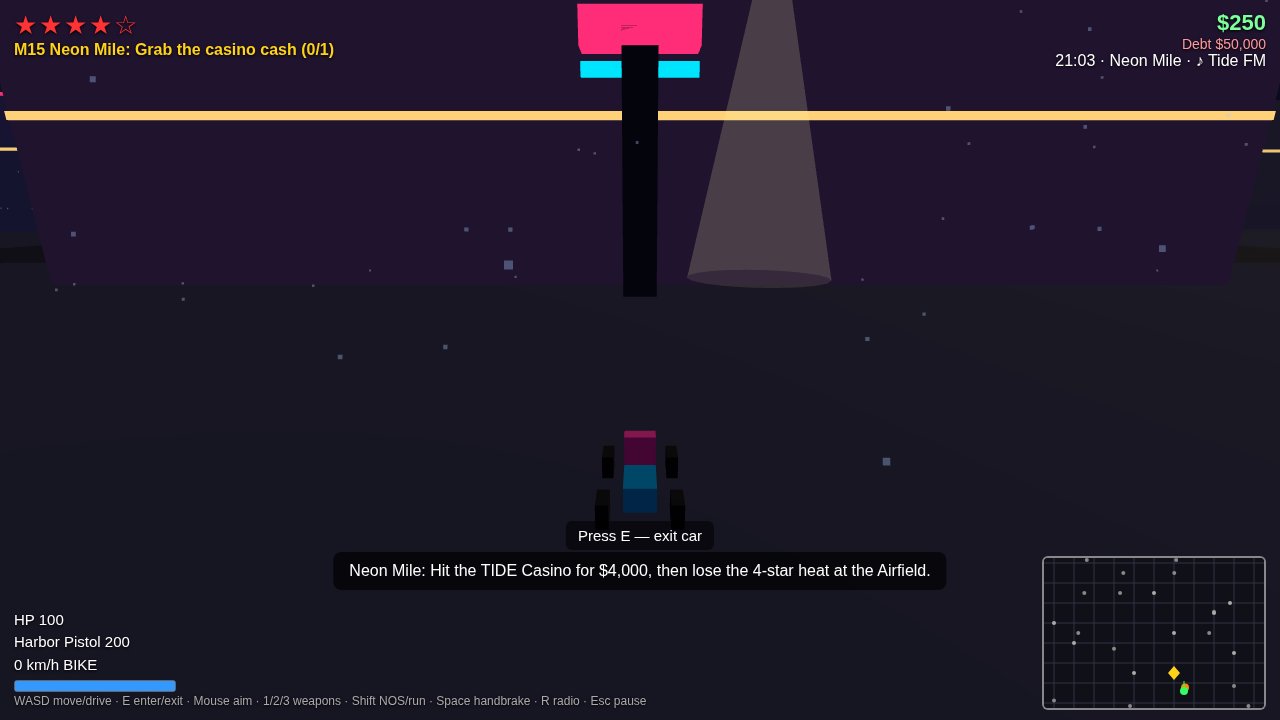 ★★★★☆
M15 Neon Mile: Grab the casino cash (0/1)
$250
Debt $50,000
21:03 · Neon Mile · ♪ Tide FM
Press E — exit car
Neon Mile: Hit the TIDE Casino for $4,000, then lose the 4-star heat at the Airfield.
HP 100
Harbor Pistol 200
0 km/h BIKE
WASD move/drive · E enter/exit · Mouse aim · 1/2/3 weapons · Shift NOS/run · Space handbrake · R radio · Esc pause